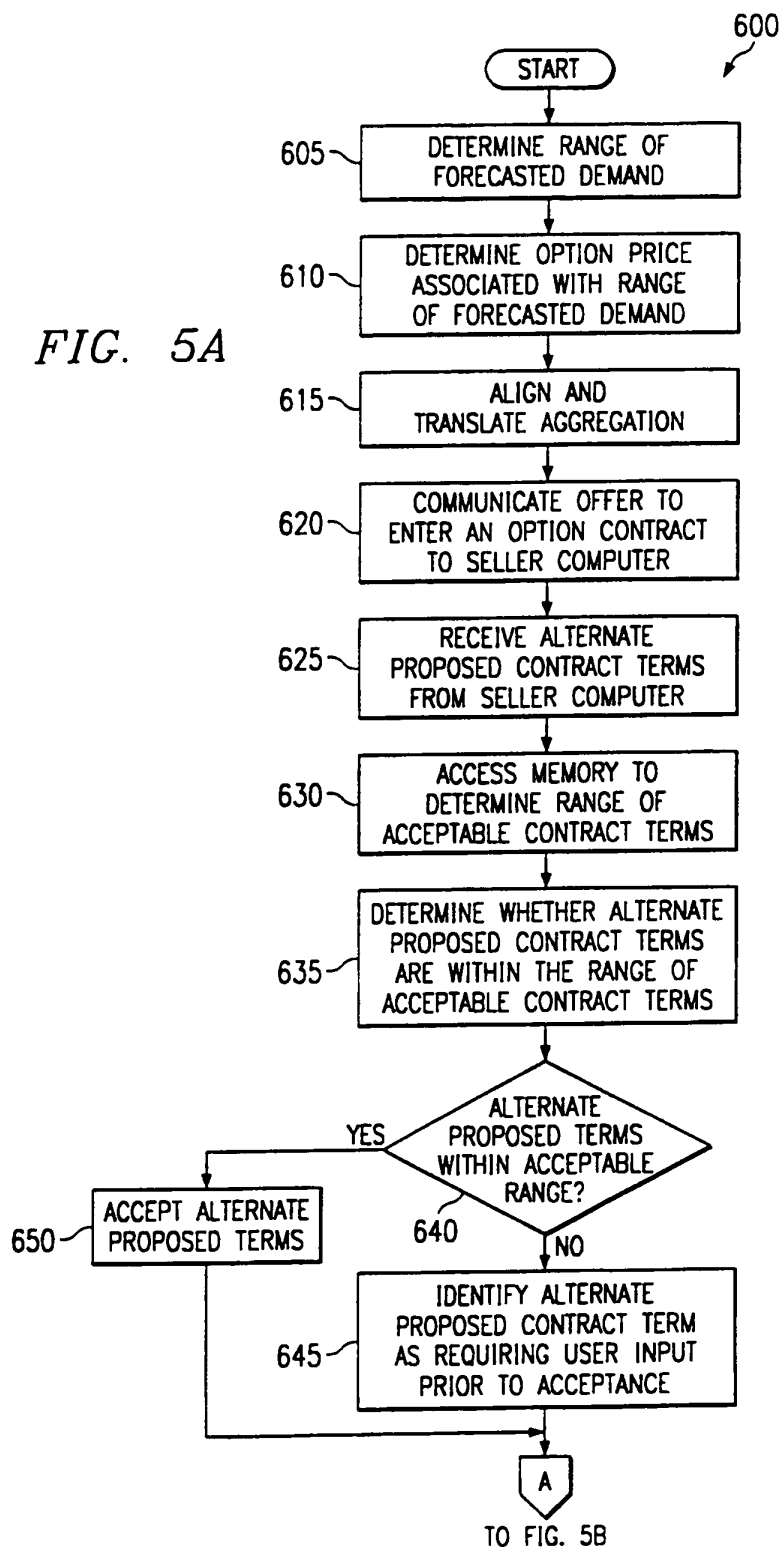 600
START
605
DETERMINE RANGE OF
FORECASTED DEMAND
610
DETERMINE OPTION PRICE
ASSOCIATED WITH RANGE
OF FORECASTED DEMAND
FIG. 5A
615
ALIGN AND
TRANSLATE AGGREGATION
620
COMMUNICATE OFFER TO
ENTER AN OPTION CONTRACT
TO SELLER COMPUTER
625
RECEIVE ALTERNATE
PROPOSED CONTRACT TERMS
FROM SELLER COMPUTER
630
ACCESS MEMORY TO
DETERMINE RANGE OF
ACCEPTABLE CONTRACT TERMS
635
DETERMINE WHETHER ALTERNATE
PROPOSED CONTRACT TERMS
ARE WITHIN THE RANGE OF
ACCEPTABLE CONTRACT TERMS
ALTERNATE
PROPOSED TERMS
WITHIN ACCEPTABLE
RANGE?
YES
640
NO
650
ACCEPT ALTERNATE
PROPOSED TERMS
645
IDENTIFY ALTERNATE
PROPOSED CONTRACT TERM
AS REQUIRING USER INPUT
PRIOR TO ACCEPTANCE
A
TO FIG. 5B